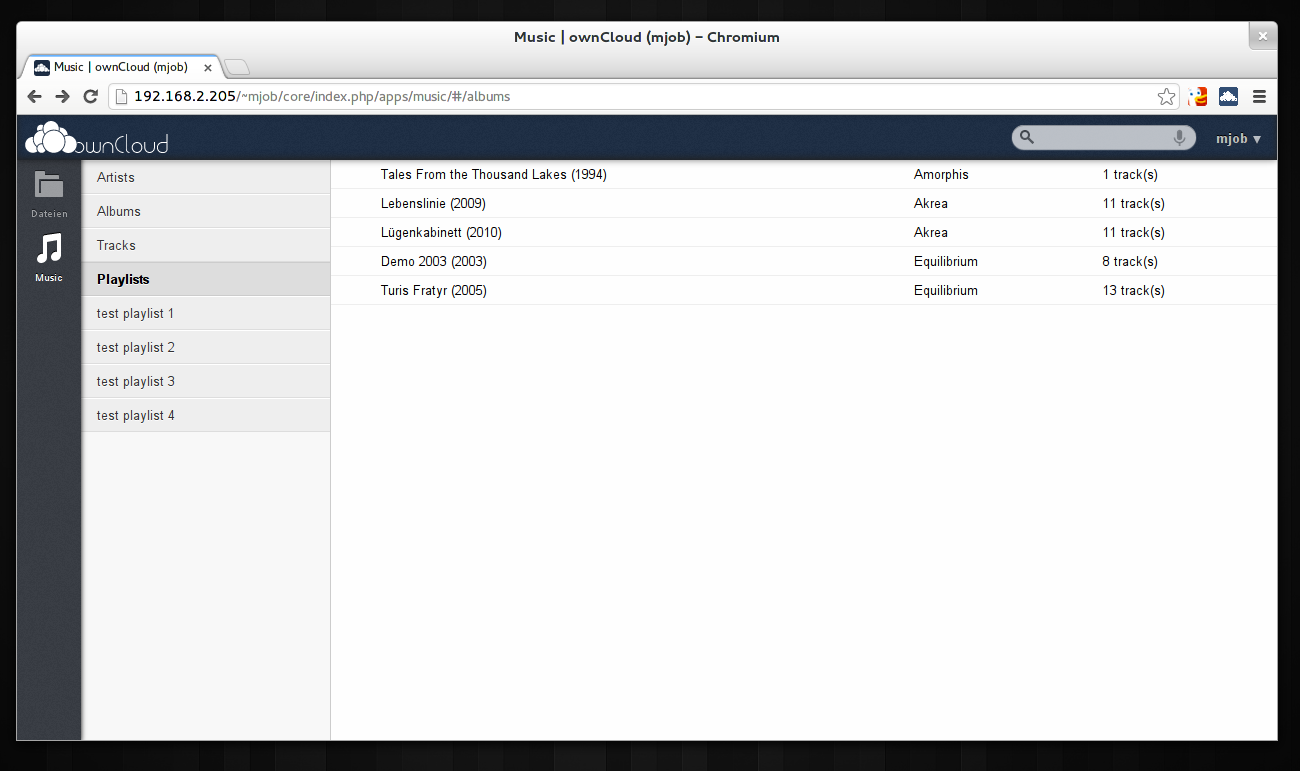 Music | ownCloud (mjob) – Chromium
Music | ownCloud (mjob)
192.168.2.205/~mjob/core/index.php/apps/music/#/albums
ownCloud
mjob ▼
Dateien
Music
Artists
Albums
Tracks
Playlists
test playlist 1
test playlist 2
test playlist 3
test playlist 4
Tales From the Thousand Lakes (1994) Amorphis 1 track(s)
Lebenslinie (2009) Akrea 11 track(s)
Lügenkabinett (2010) Akrea 11 track(s)
Demo 2003 (2003) Equilibrium 8 track(s)
Turis Fratyr (2005) Equilibrium 13 track(s)